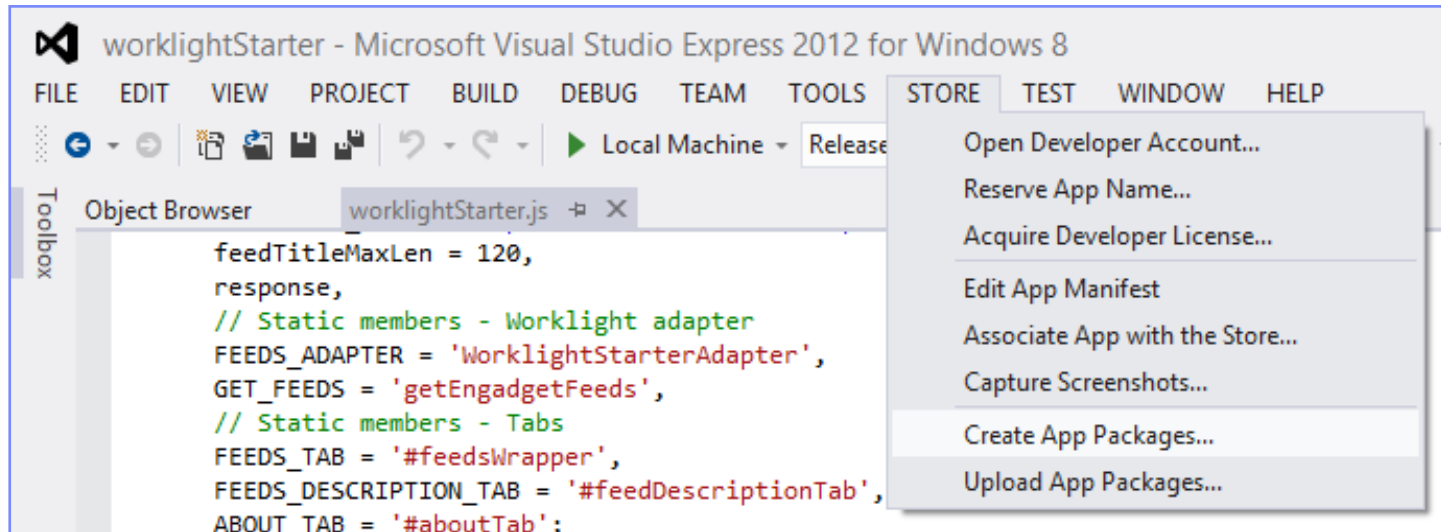 worklightStarter - Microsoft Visual Studio Express 2012 for Windows 8
FILE EDIT VIEW PROJECT BUILD DEBUG TEAM TOOLS STORE TEST WINDOW HELP
Local Machine Release
Toolbox
Object Browser worklightStarter.js
feedTitleMaxLen = 120,
response,
// Static members - Worklight adapter
FEEDS_ADAPTER = 'WorklightStarterAdapter',
GET_FEEDS = 'getEngadgetFeeds',
// Static members - Tabs
FEEDS_TAB = '#feedsWrapper',
FEEDS_DESCRIPTION_TAB = '#feedDescriptionTab',
ABOUT_TAB = '#aboutTab';
Open Developer Account...
Reserve App Name...
Acquire Developer License...
Edit App Manifest
Associate App with the Store...
Capture Screenshots...
Create App Packages...
Upload App Packages...